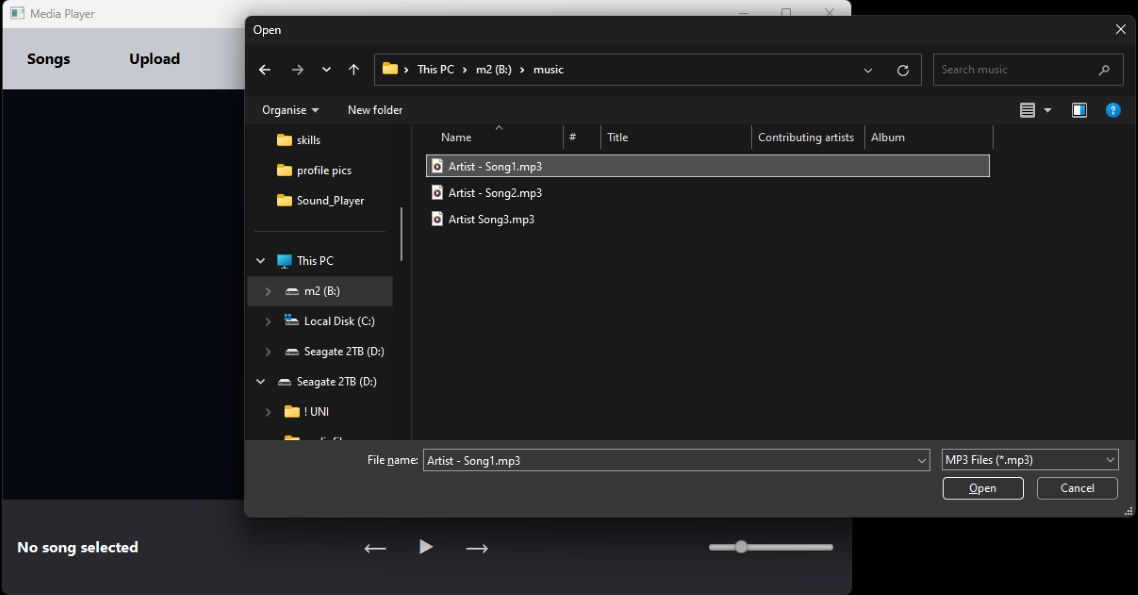 Media Player
Songs
Upload
Open
This PC › m2 (B:) › music
Search music
Organise
New folder
Name
#
Title
Contributing artists
Album
skills
profile pics
Sound_Player
This PC
m2 (B:)
Local Disk (C:)
Seagate 2TB (D:)
Seagate 2TB (D:)
! UNI
Artist - Song1.mp3
Artist - Song2.mp3
Artist Song3.mp3
File name:
Artist - Song1.mp3
MP3 Files (*.mp3)
Open
Cancel
No song selected